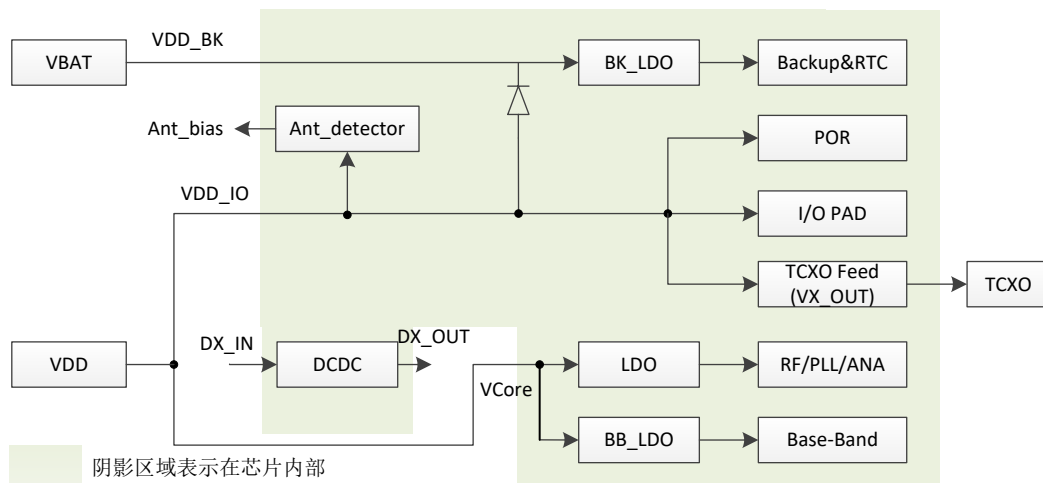 VDD_BK
VBAT
BK_LDO
Backup&RTC
Ant_bias
Ant_detector
POR
VDD_IO
I/O PAD
TCXO Feed
(VX_OUT)
TCXO
DX_IN
DX_OUT
VDD
DCDC
LDO
RF/PLL/ANA
VCore
BB_LDO
Base-Band
阴影区域表示在芯片内部